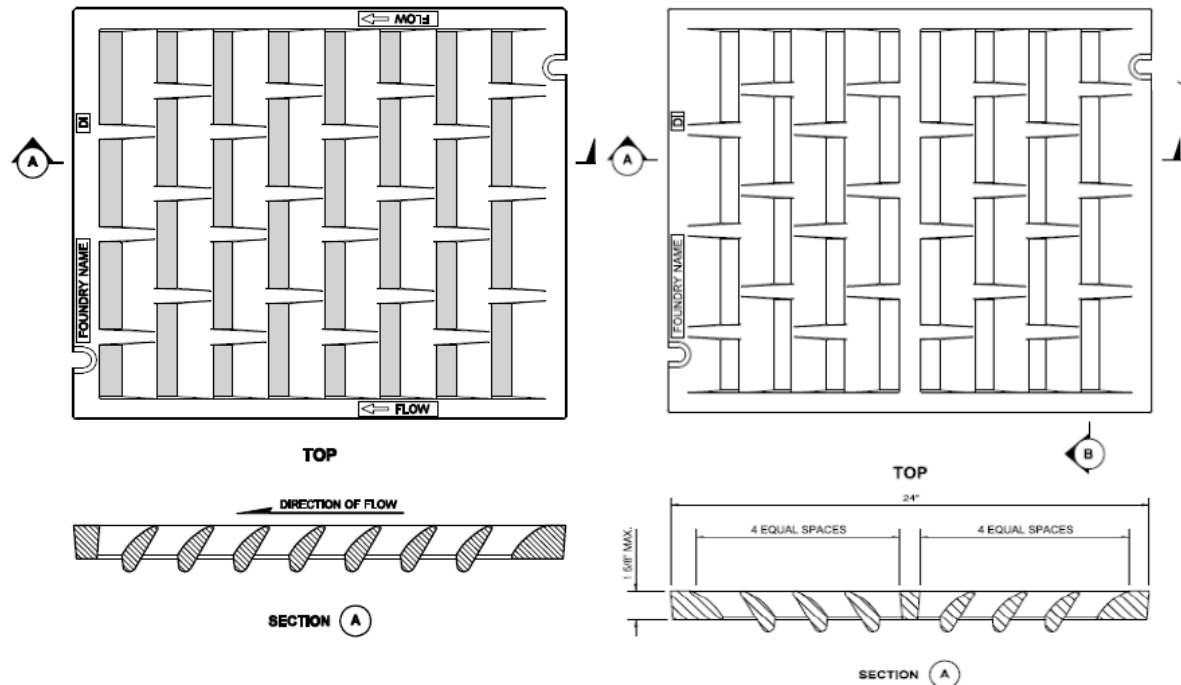 FLOW
DI
A
FOUNDRY NAME
FLOW
TOP
DIRECTION OF FLOW
SECTION A
DI
A
FOUNDRY NAME
B
TOP
24"
4 EQUAL SPACES 4 EQUAL SPACES
1 5/8" MAX.
SECTION A